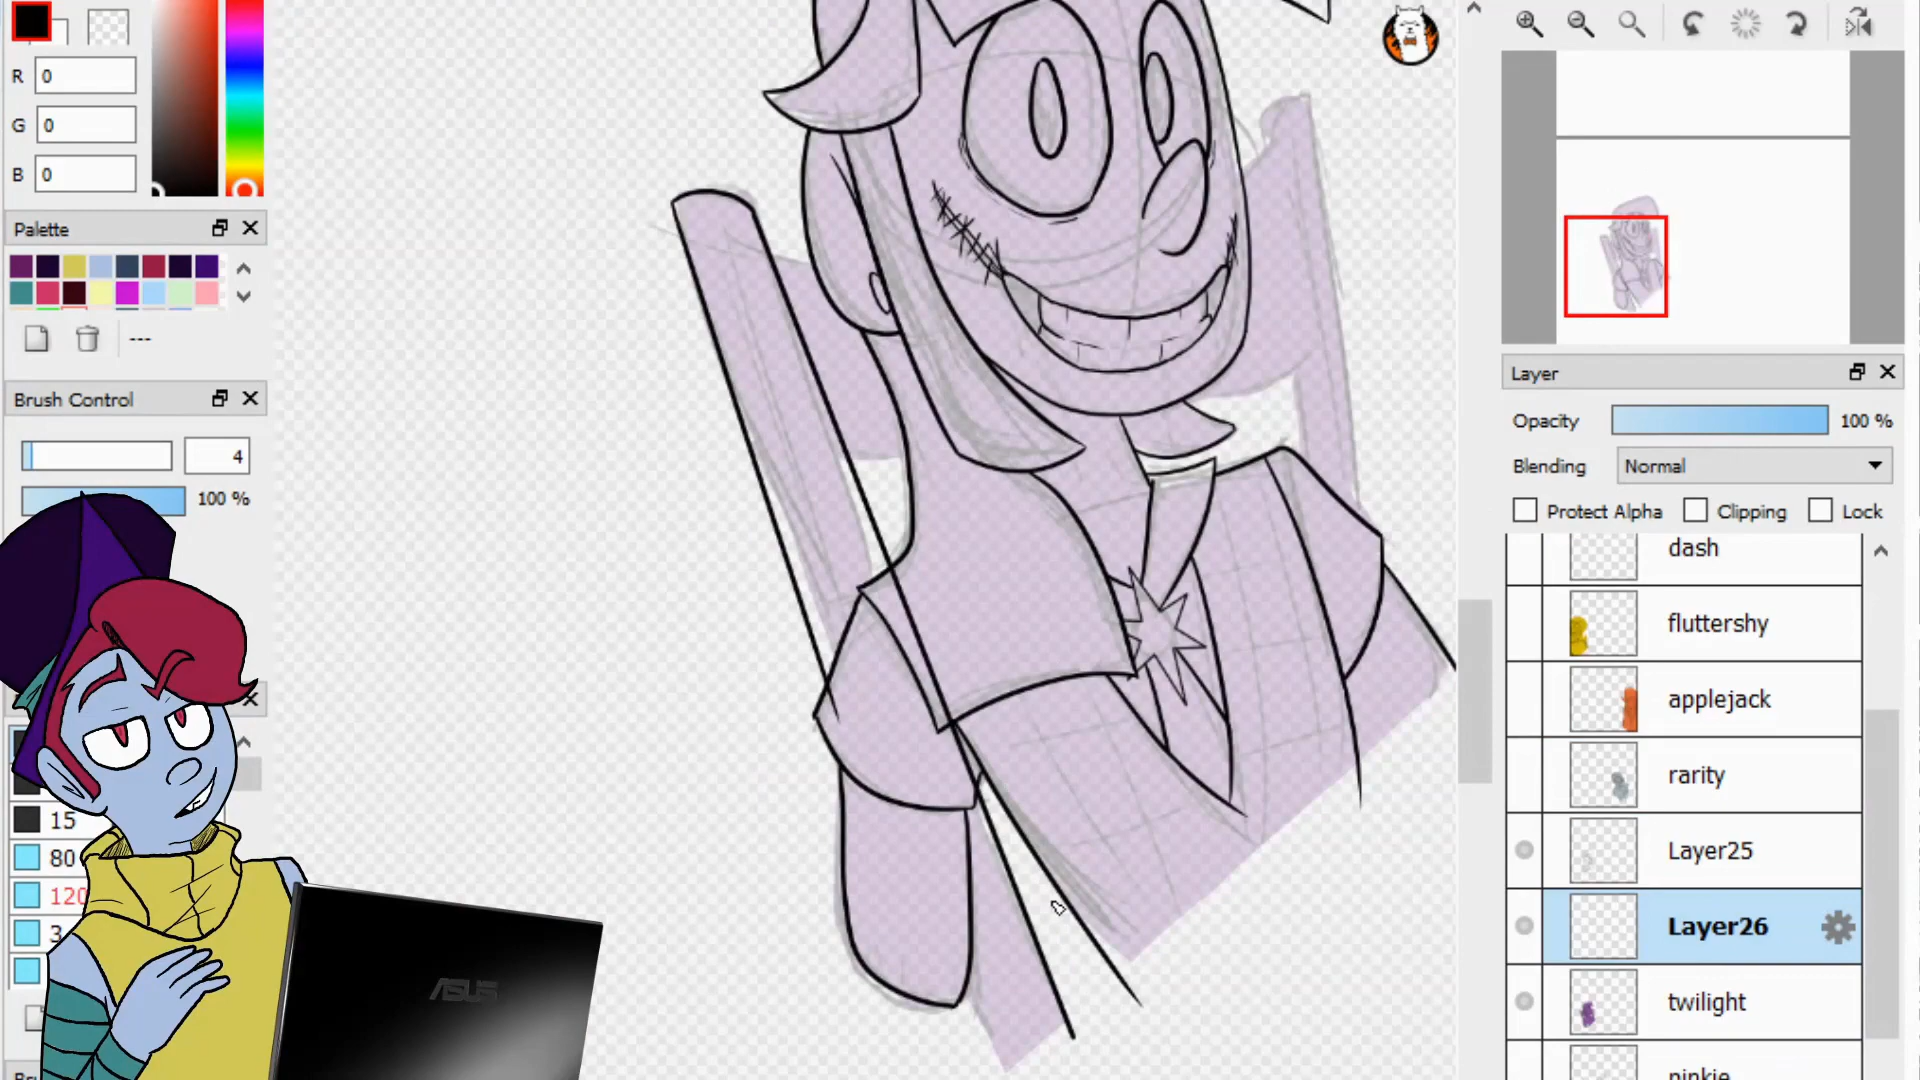 R 0
G 0
B 0
Palette
---
Brush Control
4
100 %
15
80
120
3
ASUS
Layer
Opacity 100 %
Blending Normal
Protect Alpha Clipping Lock
dash
fluttershy
applejack
rarity
Layer25
Layer26
twilight
pinkie